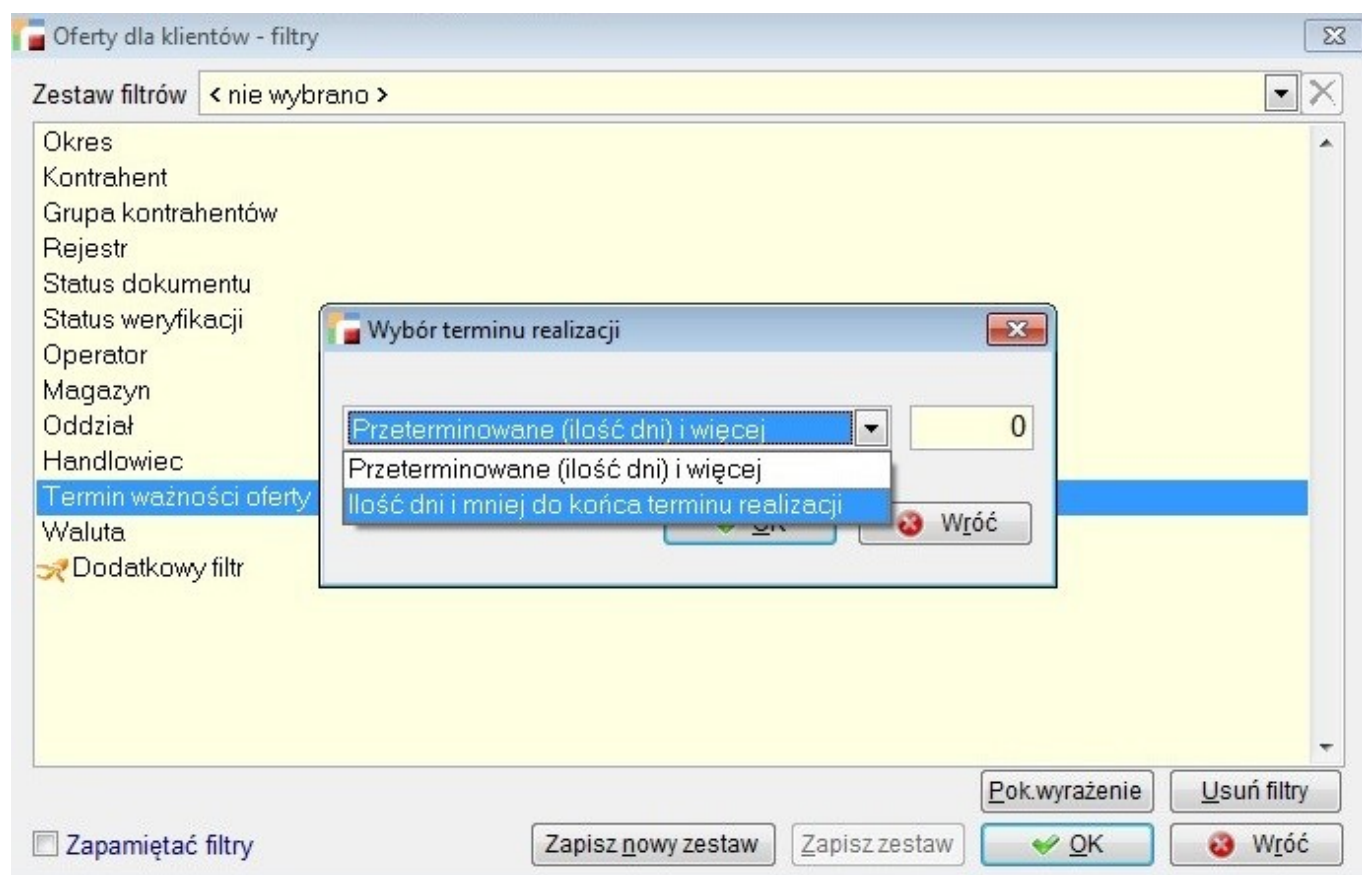 Oferty dla klientów - filtry
Zestaw filtrów < nie wybrano >
Okres
Kontrahent
Grupa kontrahentów
Rejestr
Status dokumentu
Status weryfikacji
Operator
Magazyn
Oddział
Handlowiec
Termin ważności oferty
Waluta
Dodatkowy filtr
Wybór terminu realizacji
Przeterminowane (ilość dni) i więcej 0
Przeterminowane (ilość dni) i więcej
Ilość dni i mniej do końca terminu realizacji
OK Wróć
Pok.wyrażenie Usuń filtry
Zapamiętać filtry Zapisz nowy zestaw Zapisz zestaw OK Wróć